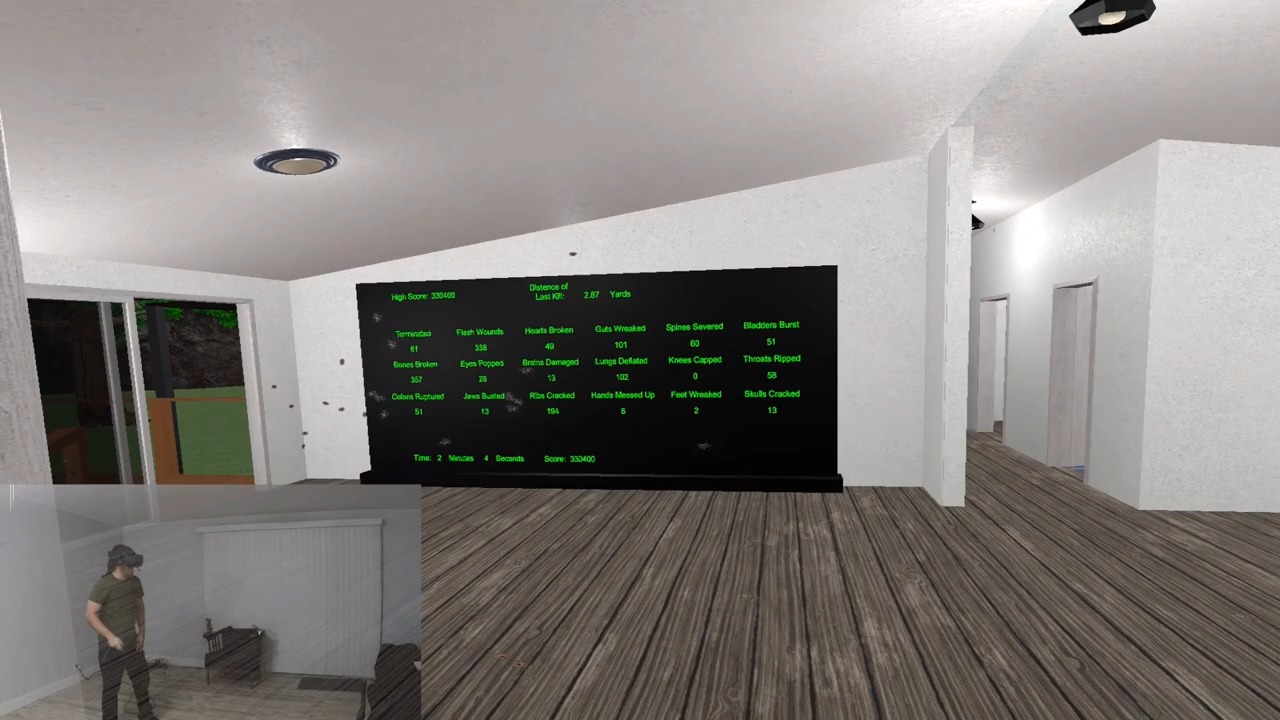 High Score: 330400
Distence of
Last Kill: 2.87 Yards
Terminated Flesh Wounds Hearts Broken Guts Wreaked Spines Severed Bladders Burst
61 338 49 101 60 51
Bones Broken Eyes Popped Brains Damaged Lungs Deflated Knees Capped Throats Ripped
357 26 13 102 0 58
Colons Ruptured Jaws Busted Ribs Cracked Hands Messed Up Feet Wreaked Skulls Cracked
51 13 194 8 2 13
Time: 2 Minutes 4 Seconds Score: 330400